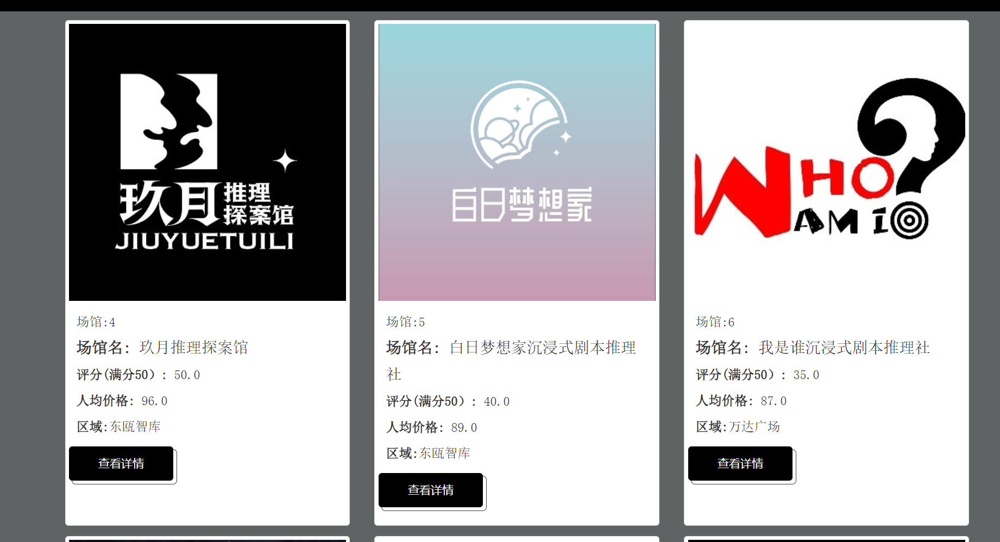 玖月 推理
探案馆
JIUYUETUILI
场馆:4
场馆名： 玖月推理探案馆
评分(满分50）： 50.0
人均价格： 96.0
区域:东瓯智库
查看详情
白日梦想家
场馆:5
场馆名： 白日梦想家沉浸式剧本推理
社
评分(满分50）： 40.0
人均价格： 89.0
区域:东瓯智库
查看详情
WHO?
AM I
场馆:6
场馆名： 我是谁沉浸式剧本推理社
评分(满分50）： 35.0
人均价格： 87.0
区域:万达广场
查看详情